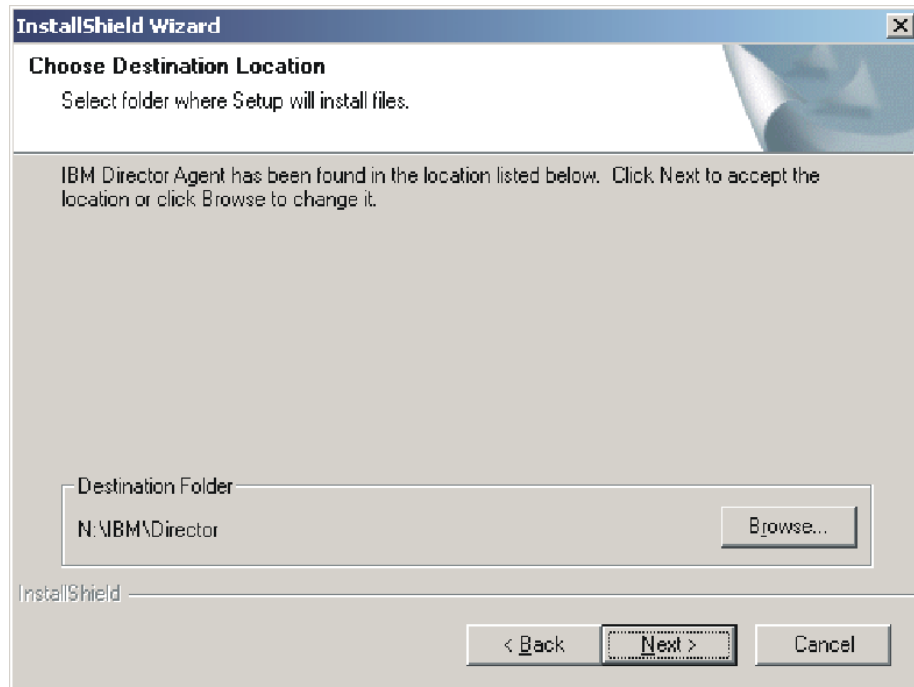 InstallShield Wizard
Choose Destination Location
Select folder where Setup will install files.
IBM Director Agent has been found in the location listed below. Click Next to accept the
location or click Browse to change it.
Destination Folder
N:\IBM\Director
Browse...
InstallShield
< Back
Next >
Cancel